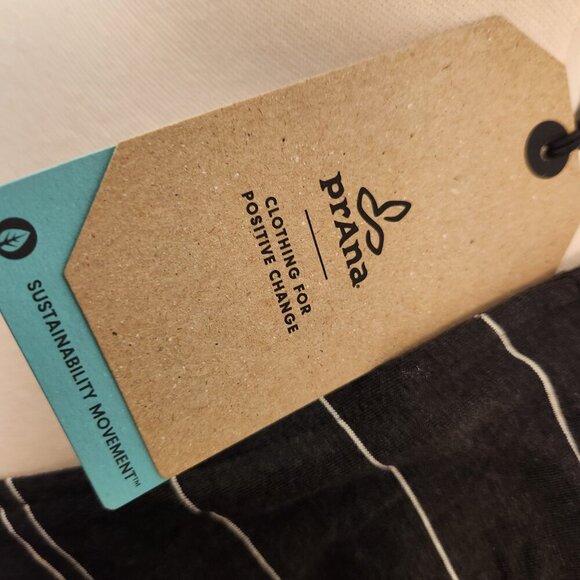 prAna
CLOTHING FOR
POSITIVE CHANGE
SUSTAINABILITY MOVEMENT™